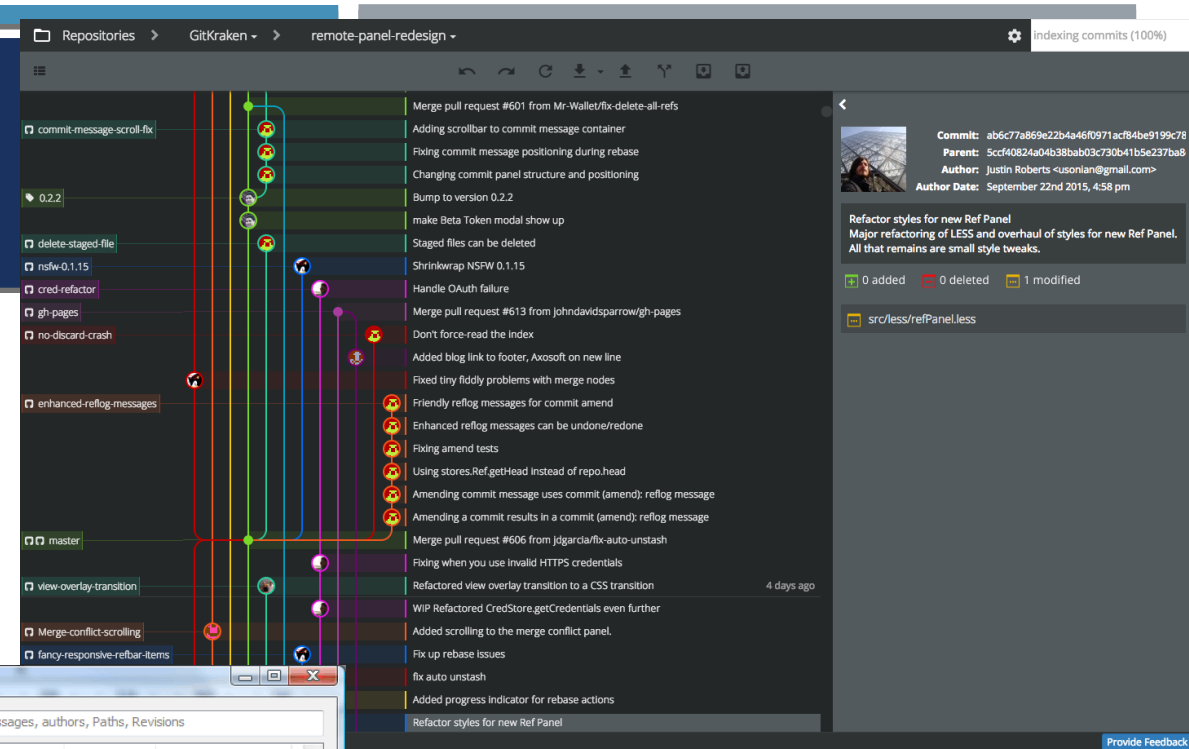 Repositories > GitKraken > remote-panel-redesign
indexing commits (100%)
Merge pull request #601 from Mr-Wallet/fix-delete-all-refs
commit-message-scroll-fix Adding scrollbar to commit message container
Fixing commit message positioning during rebase
Changing commit panel structure and positioning
0.2.2 Bump to version 0.2.2
make Beta Token modal show up
delete-staged-file Staged files can be deleted
nsfw-0.1.15 Shrinkwrap NSFW 0.1.15
cred-refactor Handle OAuth failure
gh-pages Merge pull request #613 from johndavidsparrow/gh-pages
no-discard-crash Don't force-read the index
Added blog link to footer, Axosoft on new line
Fixed tiny fiddly problems with merge nodes
enhanced-reflog-messages Friendly reflog messages for commit amend
Enhanced reflog messages can be undone/redone
Fixing amend tests
Using stores.Ref.getHead instead of repo.head
Amending commit message uses commit (amend): reflog message
Amending a commit results in a commit (amend): reflog message
master Merge pull request #606 from jdgarcia/fix-auto-unstash
Fixing when you use invalid HTTPS credentials
view-overlay-transition Refactored view overlay transition to a CSS transition 4 days ago
WIP Refactored CredStore.getCredentials even further
Merge-conflict-scrolling Added scrolling to the merge conflict panel.
fancy-responsive-refbar-items Fix up rebase issues
fix auto unstash
Added progress indicator for rebase actions
Refactor styles for new Ref Panel
Commit: ab6c77a869e22b4a46f0971acf84be9199c78
Parent: 5ccf40824a04b38bab03c730b41b5e237ba8
Author: Justin Roberts <usonian@gmail.com>
Author Date: September 22nd 2015, 4:58 pm
Refactor styles for new Ref Panel
Major refactoring of LESS and overhaul of styles for new Ref Panel.
All that remains are small style tweaks.
0 added 0 deleted 1 modified
src/less/refPanel.less
ssages, authors, Paths, Revisions
Provide Feedback